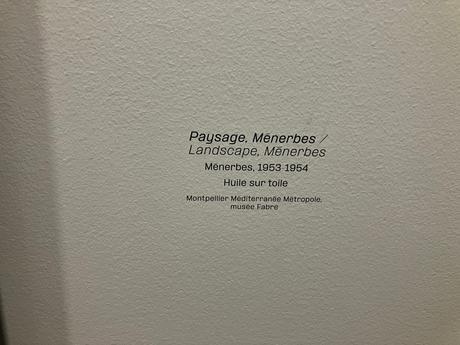 Paysage, Ménerbes /
Landscape, Ménerbes
Ménerbes, 1953-1954
Huile sur toile
Montpellier Méditerranée Métropole,
musée Fabre